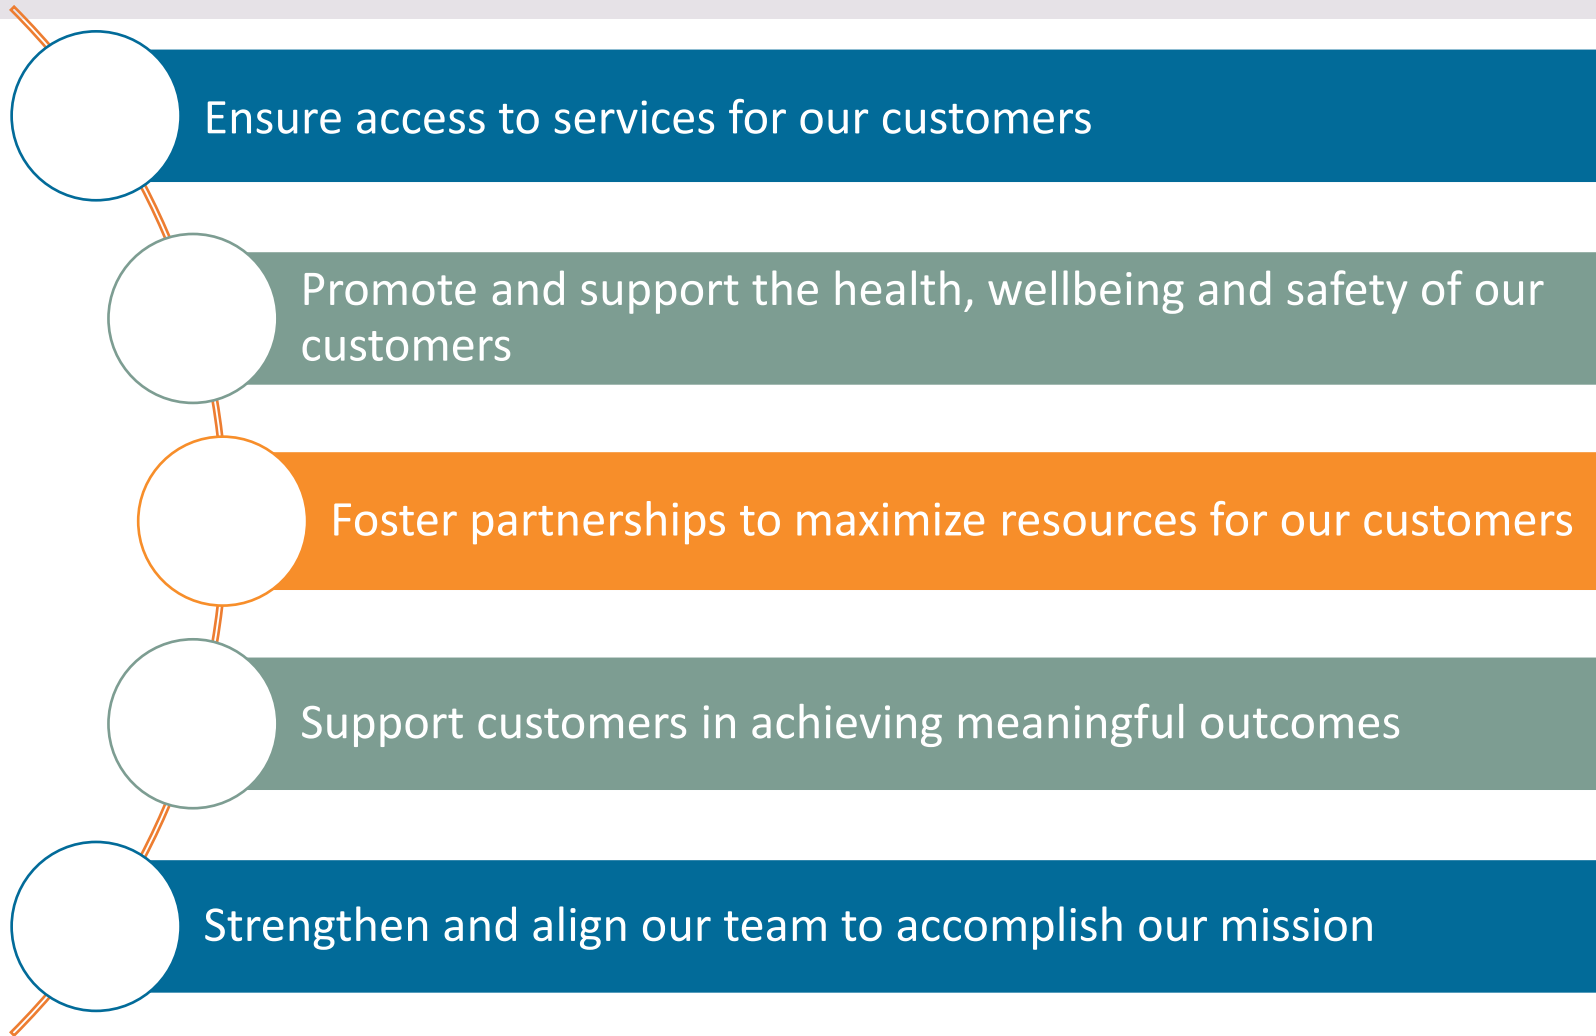 Ensure access to services for our customers
Promote and support the health, wellbeing and safety of our
customers
Foster partnerships to maximize resources for our customers
Support customers in achieving meaningful outcomes
Strengthen and align our team to accomplish our mission